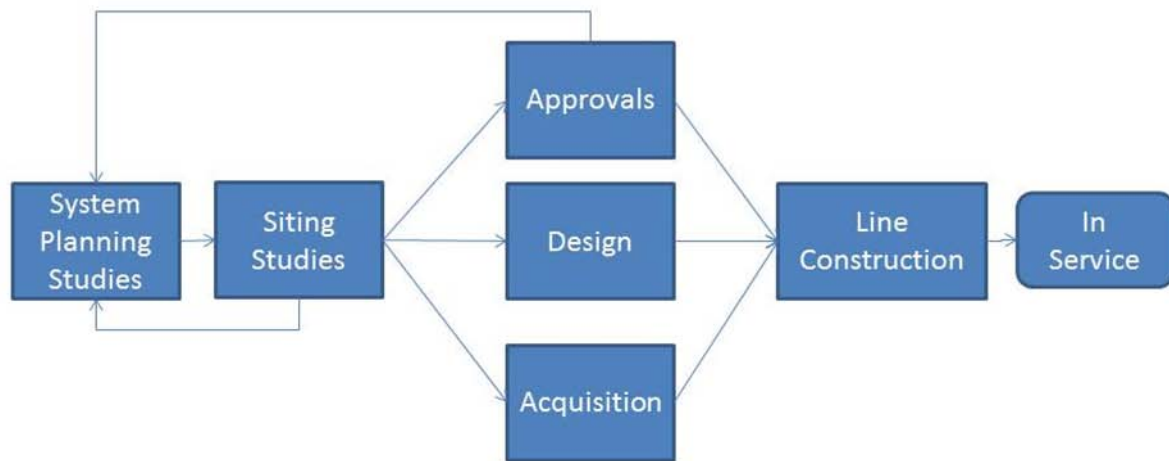 System
Planning
Studies
Siting
Studies
Approvals
Design
Acquisition
Line
Construction
In
Service